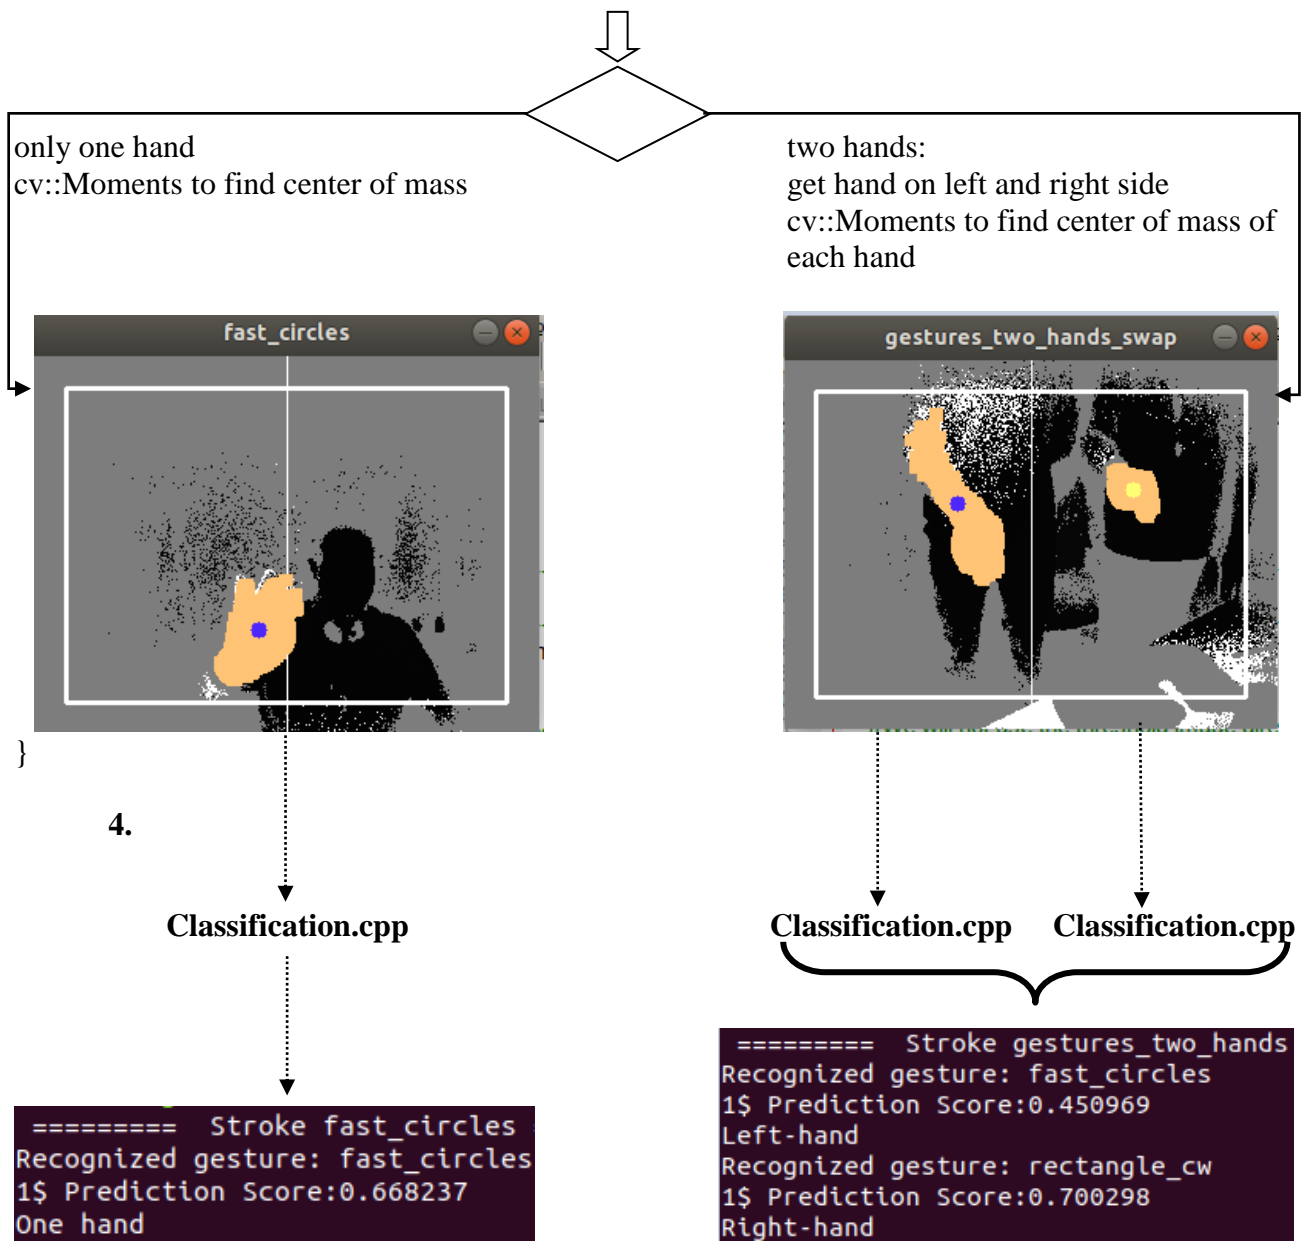 only one hand
cv::Moments to find center of mass
two hands:
get hand on left and right side
cv::Moments to find center of mass of
each hand
fast_circles
gestures_two_hands_swap
}
4.
Classification.cpp
Classification.cpp
Classification.cpp
========= Stroke fast_circles
Recognized gesture: fast_circles
1$ Prediction Score:0.668237
One hand
========= Stroke gestures_two_hands
Recognized gesture: fast_circles
1$ Prediction Score:0.450969
Left-hand
Recognized gesture: rectangle_cw
1$ Prediction Score:0.700298
Right-hand